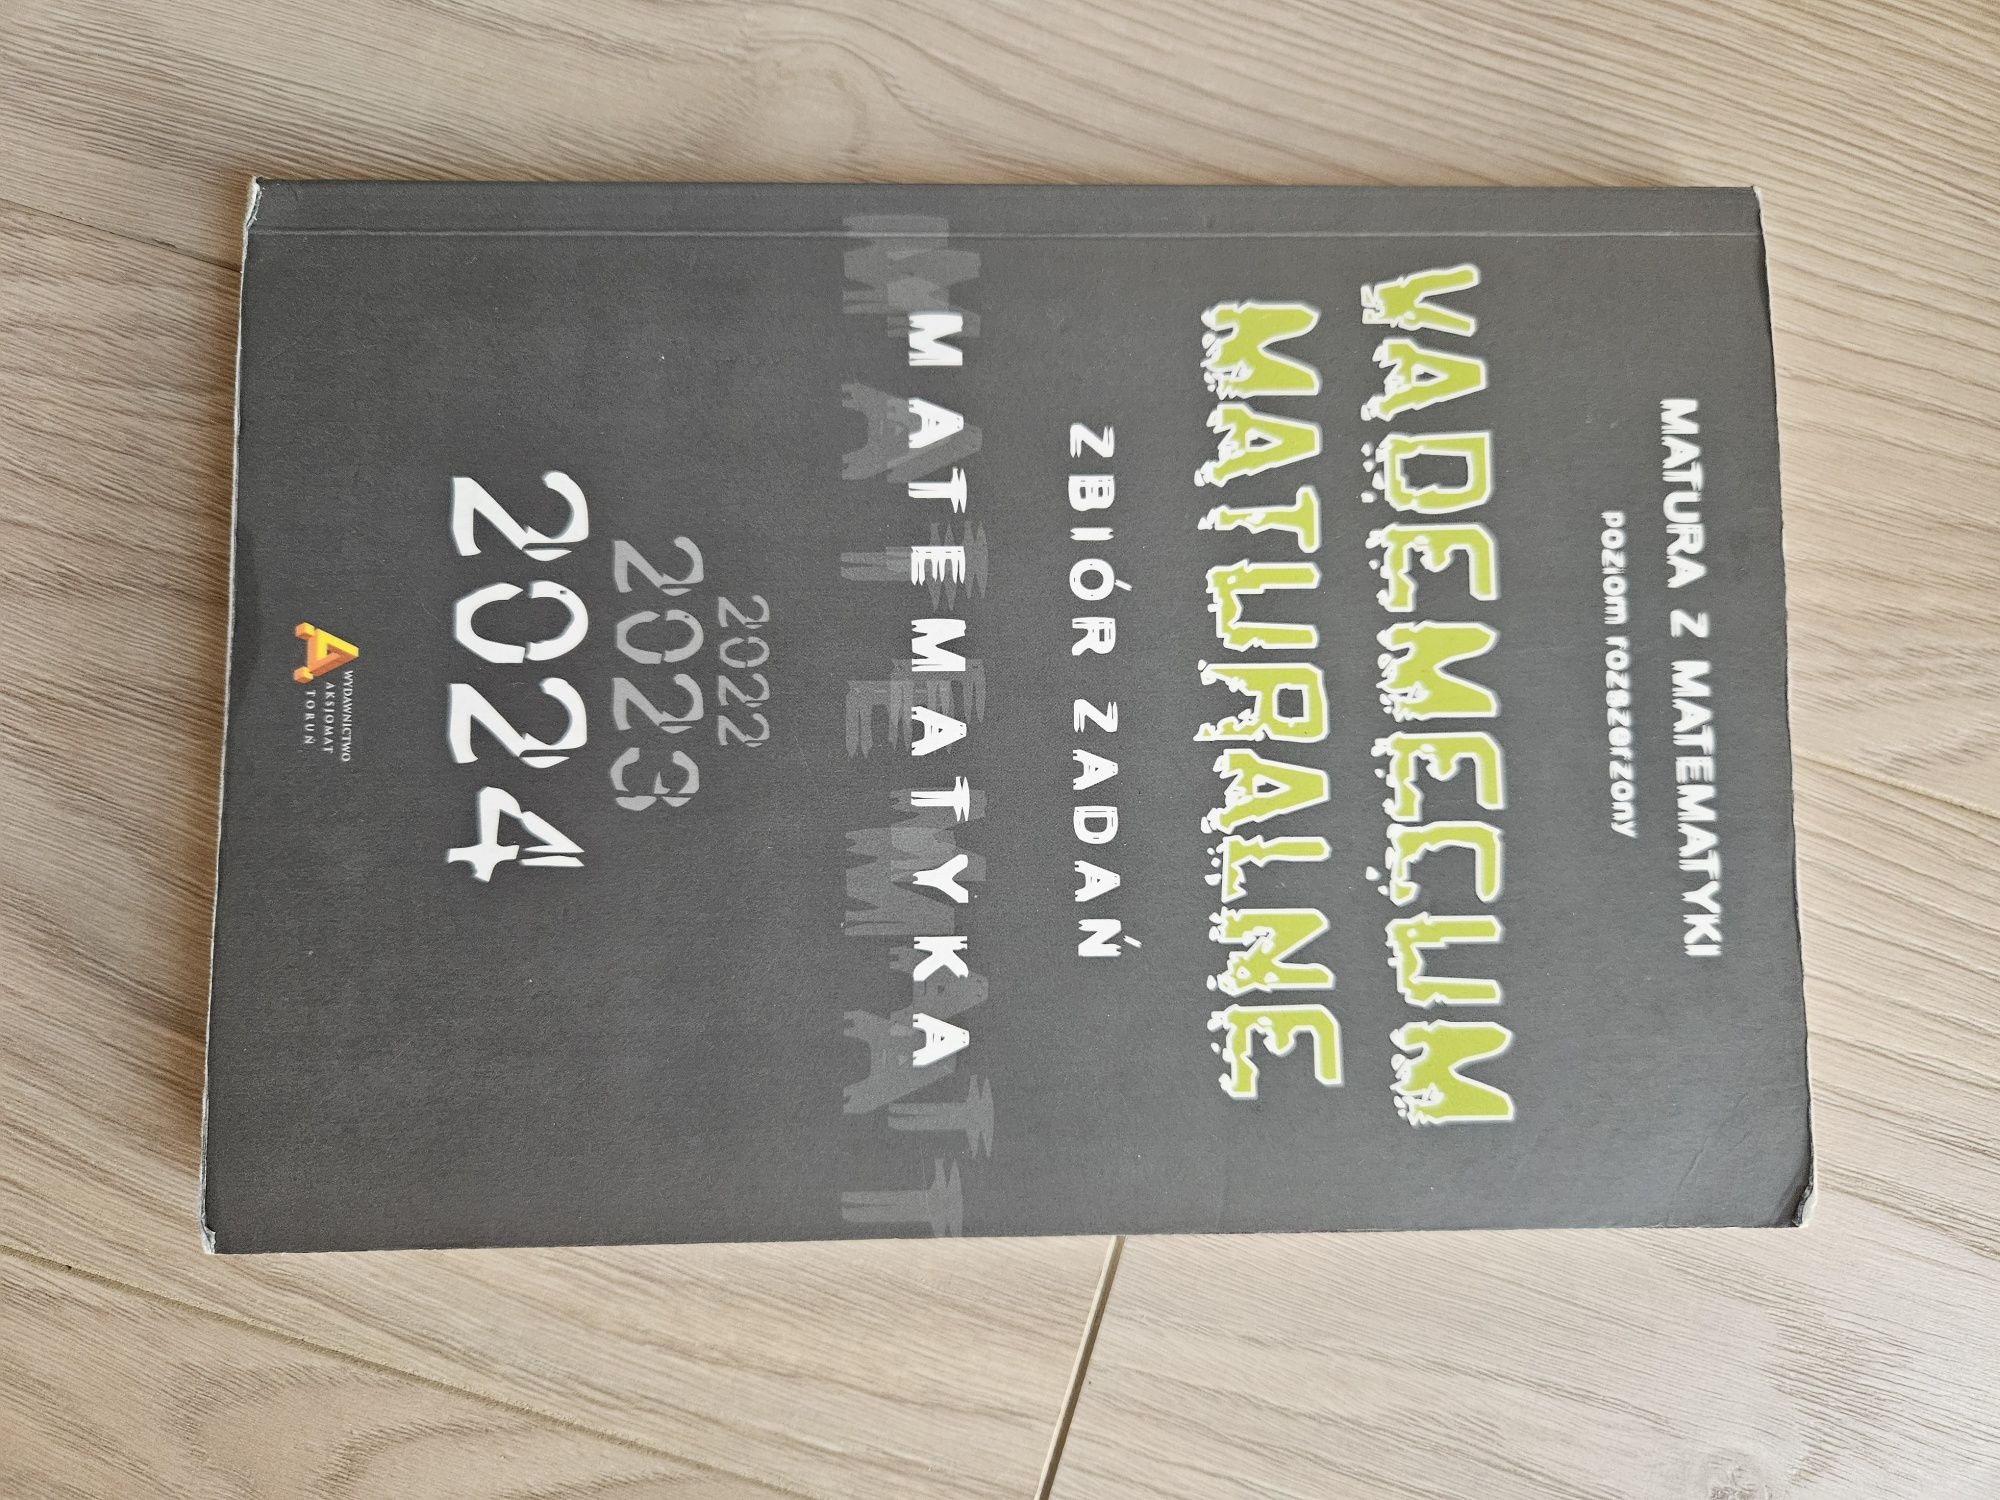 MATURA Z MATEMATYKI
poziom rozszerzony
VADEMECUM
MATURALNE
ZBIÓR ZADAŃ
MATEMATYKA
2022
2023
2024
WYDAWNICTWO
AKSJOMAT
TORUŃ